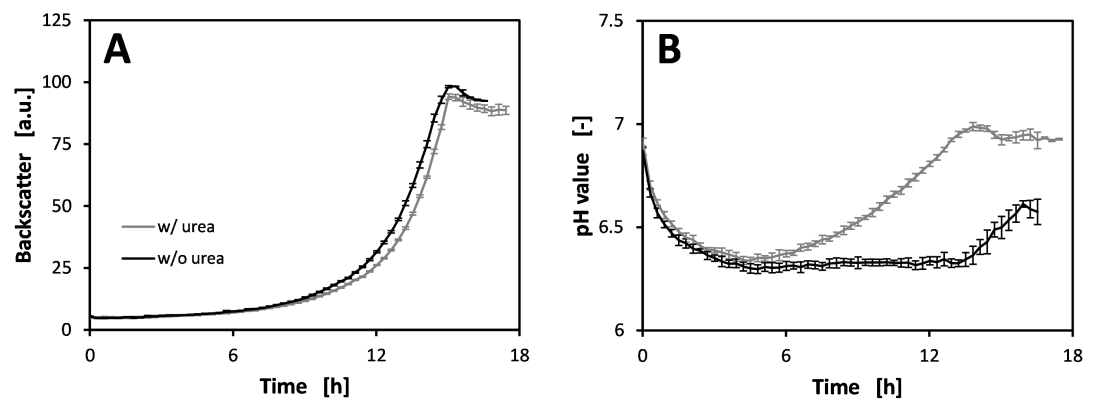 A
125
100
75
50
25
0
Backscatter [a.u.]
w/ urea
w/o urea
0 6 12 18
Time [h]
B
7.5
7
6.5
6
pH value [-]
0 6 12 18
Time [h]